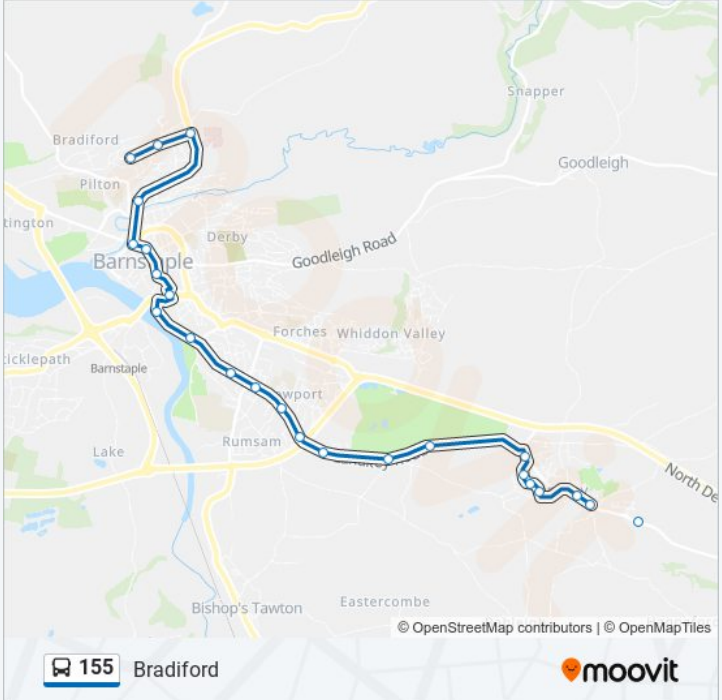 Snapper
Bradiford
Goodleigh
Pilton
tington
Derby
Goodleigh Road
Barnstaple
Forches
Whiddon Valley
ticklepath
Barnstaple
wport
Rumsam
Lake
North De
Bishop's Tawton
Eastercombe
© OpenStreetMap contributors | © OpenMapTiles
155 Bradiford
moovit